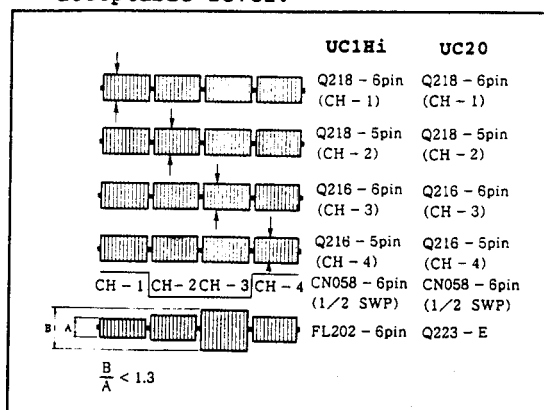 UC1Hi UC20
Q218 - 6pin Q218 - 6pin
(CH - 1) (CH - 1)
Q218 - 5pin Q218 - 5pin
(CH - 2) (CH - 2)
Q216 - 6pin Q216 - 6pin
(CH - 3) (CH - 3)
Q216 - 5pin Q216 - 5pin
(CH - 4) (CH - 4)
CH - 1 CH - 2 CH - 3 CH - 4 CN058 - 6pin CN058 - 6pin
(1/2 SWP) (1/2 SWP)
B A FL202 - 6pin Q223 - E
B/A < 1.3